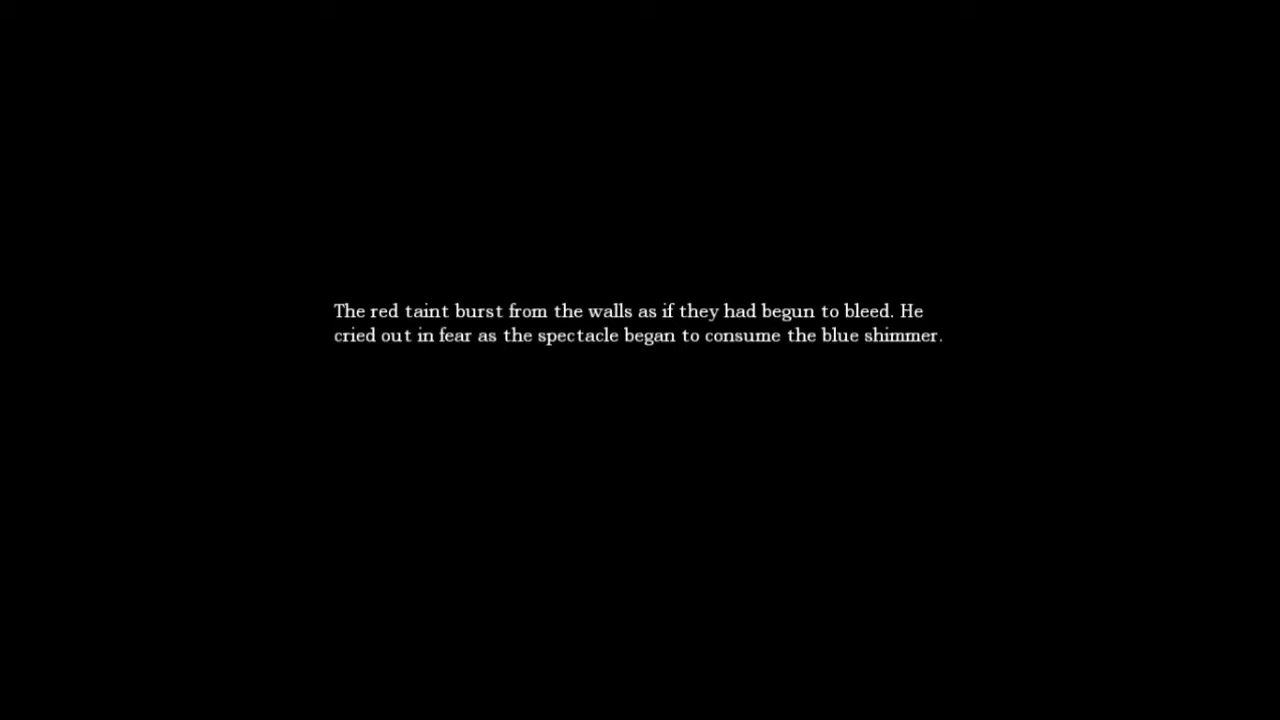 The red taint burst from the walls as if they had begun to bleed. He
cried out in fear as the spectacle began to consume the blue shimmer.